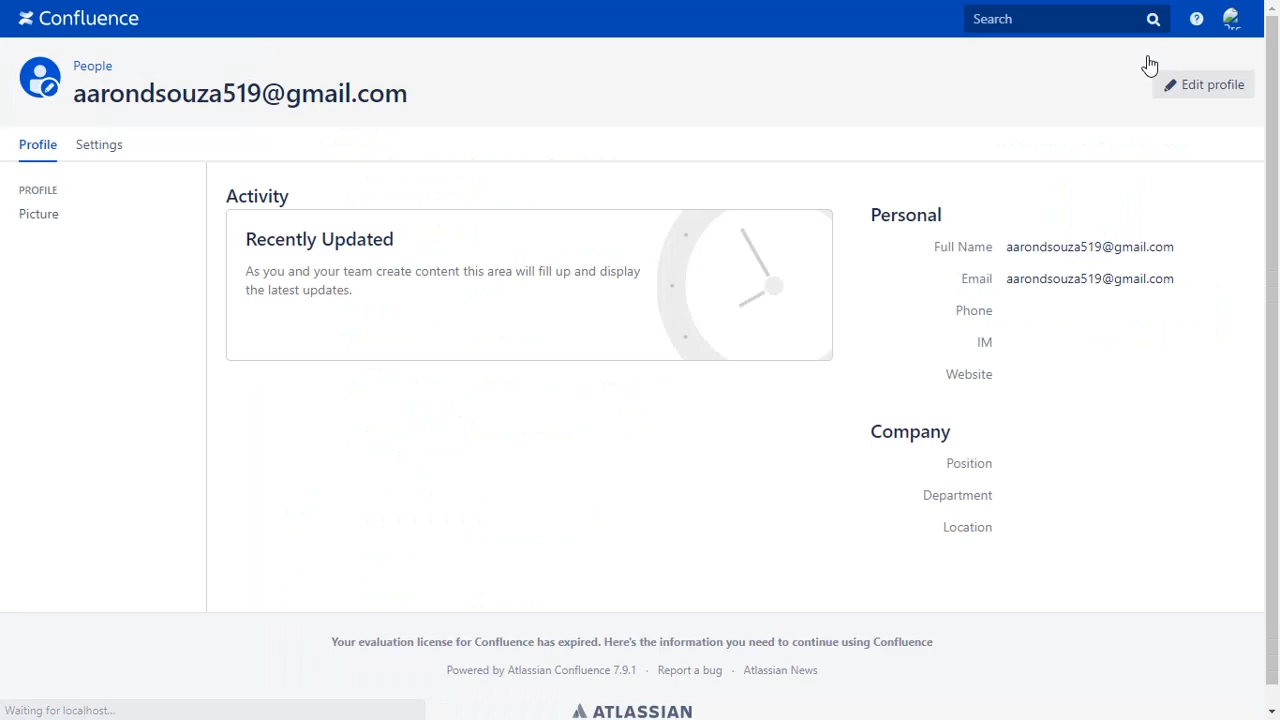 Confluence
Search
People
aarondsouza519@gmail.com
Edit profile
Profile
Settings
PROFILE
Picture
Activity
Recently Updated
As you and your team create content this area will fill up and display
the latest updates.
Personal
Full Name aarondsouza519@gmail.com
Email aarondsouza519@gmail.com
Phone
IM
Website
Company
Position
Department
Location
Your evaluation license for Confluence has expired. Here's the information you need to continue using Confluence
Powered by Atlassian Confluence 7.9.1 · Report a bug · Atlassian News
Waiting for localhost...
ATLASSIAN